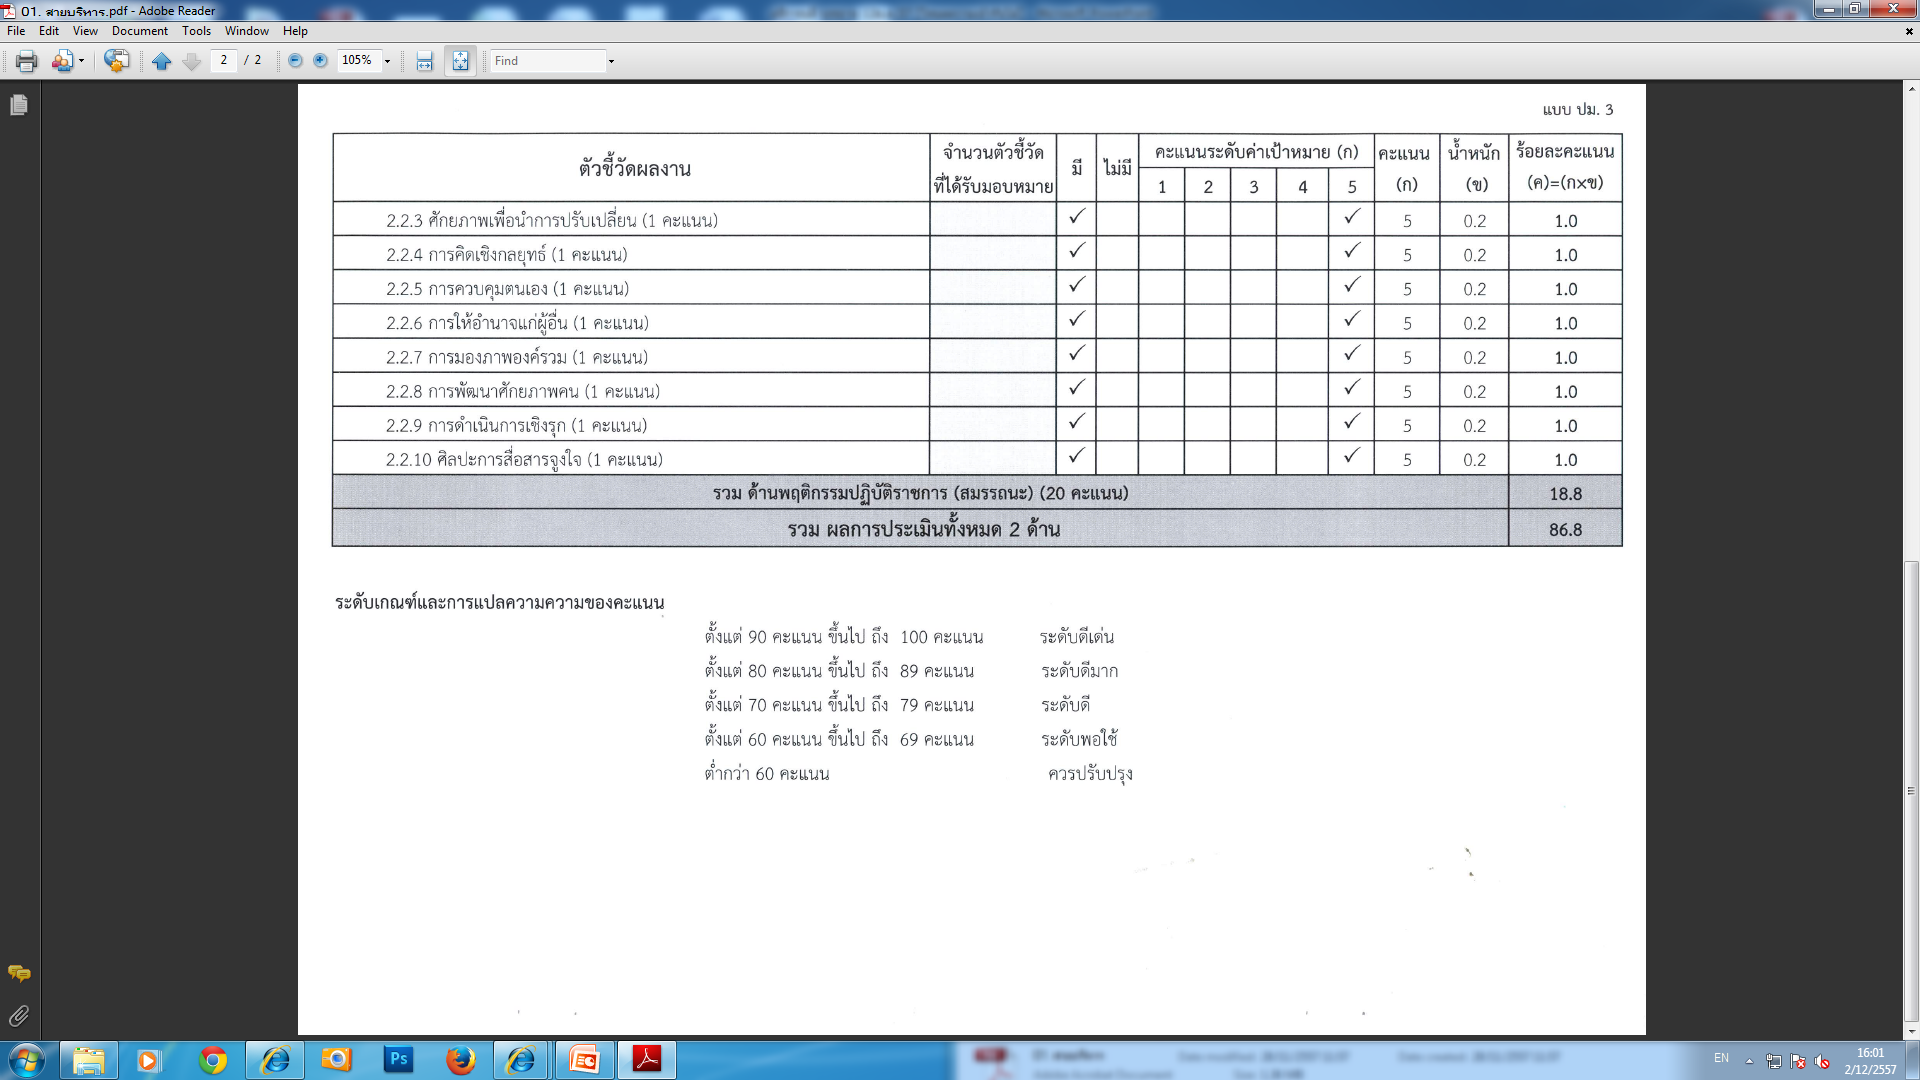 01. สายบริหาร.pdf - Adobe Reader
File Edit View Document Tools Window Help
2 / 2 105% Find
แบบ ปม. 3
ตัวชี้วัดผลงาน จำนวนตัวชี้วัดที่ได้รับมอบหมาย มี ไม่มี คะแนนระดับค่าเป้าหมาย (ก) คะแนน (ก) น้ำหนัก (ข) ร้อยละคะแนน (ค)=(กxข)
1 2 3 4 5
2.2.3 ศักยภาพเพื่อนำการปรับเปลี่ยน (1 คะแนน) ✓ ✓ 5 0.2 1.0
2.2.4 การคิดเชิงกลยุทธ์ (1 คะแนน) ✓ ✓ 5 0.2 1.0
2.2.5 การควบคุมตนเอง (1 คะแนน) ✓ ✓ 5 0.2 1.0
2.2.6 การให้อำนาจแก่ผู้อื่น (1 คะแนน) ✓ ✓ 5 0.2 1.0
2.2.7 การมองภาพองค์รวม (1 คะแนน) ✓ ✓ 5 0.2 1.0
2.2.8 การพัฒนาศักยภาพคน (1 คะแนน) ✓ ✓ 5 0.2 1.0
2.2.9 การดำเนินการเชิงรุก (1 คะแนน) ✓ ✓ 5 0.2 1.0
2.2.10 ศิลปะการสื่อสารจูงใจ (1 คะแนน) ✓ ✓ 5 0.2 1.0
รวม ด้านพฤติกรรมปฏิบัติราชการ (สมรรถนะ) (20 คะแนน) 18.8
รวม ผลการประเมินทั้งหมด 2 ด้าน 86.8
ระดับเกณฑ์และการแปลความความของคะแนน
ตั้งแต่ 90 คะแนน ขึ้นไป ถึง 100 คะแนน ระดับดีเด่น
ตั้งแต่ 80 คะแนน ขึ้นไป ถึง 89 คะแนน ระดับดีมาก
ตั้งแต่ 70 คะแนน ขึ้นไป ถึง 79 คะแนน ระดับดี
ตั้งแต่ 60 คะแนน ขึ้นไป ถึง 69 คะแนน ระดับพอใช้
ต่ำกว่า 60 คะแนน ควรปรับปรุง
Ps
EN
16:01
2/12/2557